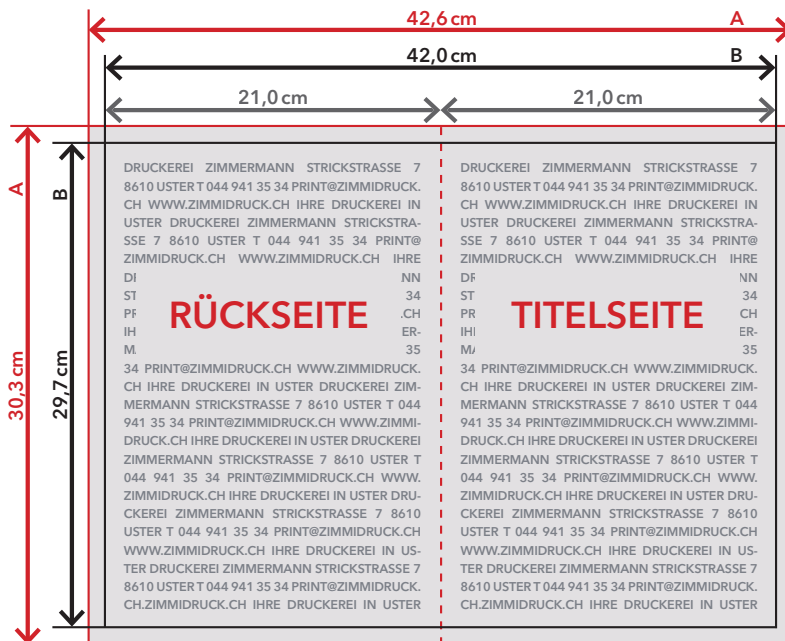 42,6 cm A
42,0 cm B
21,0 cm 21,0 cm
A
B
30,3 cm
29,7 cm
DRUCKEREI ZIMMERMANN STRICKSTRASSE 7
8610 USTER T 044 941 35 34 PRINT@ZIMMIDRUCK.
CH WWW.ZIMMIDRUCK.CH IHRE DRUCKEREI IN
USTER DRUCKEREI ZIMMERMANN STRICKSTRA-
SSE 7 8610 USTER T 044 941 35 34 PRINT@
ZIMMIDRUCK.CH WWW.ZIMMIDRUCK.CH IHRE
NN
ST 34
.CH
IH ER-
35
RÜCKSEITE
34 PRINT@ZIMMIDRUCK.CH WWW.ZIMMIDRUCK.
CH IHRE DRUCKEREI IN USTER DRUCKEREI ZIM-
MERMANN STRICKSTRASSE 7 8610 USTER T 044
941 35 34 PRINT@ZIMMIDRUCK.CH WWW.ZIMMI-
DRUCK.CH IHRE DRUCKEREI IN USTER DRUCKEREI
ZIMMERMANN STRICKSTRASSE 7 8610 USTER T
044 941 35 34 PRINT@ZIMMIDRUCK.CH WWW.
ZIMMIDRUCK.CH IHRE DRUCKEREI IN USTER DRU-
CKEREI ZIMMERMANN STRICKSTRASSE 7 8610
USTER T 044 941 35 34 PRINT@ZIMMIDRUCK.CH
WWW.ZIMMIDRUCK.CH IHRE DRUCKEREI IN US-
TER DRUCKEREI ZIMMERMANN STRICKSTRASSE 7
8610 USTER T 044 941 35 34 PRINT@ZIMMIDRUCK.
CH.ZIMMIDRUCK.CH IHRE DRUCKEREI IN USTER
DRUCKEREI ZIMMERMANN STRICKSTRASSE 7
8610 USTER T 044 941 35 34 PRINT@ZIMMIDRUCK.
CH WWW.ZIMMIDRUCK.CH IHRE DRUCKEREI IN
USTER DRUCKEREI ZIMMERMANN STRICKSTRA-
SSE 7 8610 USTER T 044 941 35 34 PRINT@
ZIMMIDRUCK.CH WWW.ZIMMIDRUCK.CH IHRE
NN
ST 34
CH
IH ER-
35
TITELSEITE
34 PRINT@ZIMMIDRUCK.CH WWW.ZIMMIDRUCK.
CH IHRE DRUCKEREI IN USTER DRUCKEREI ZIM-
MERMANN STRICKSTRASSE 7 8610 USTER T 044
941 35 34 PRINT@ZIMMIDRUCK.CH WWW.ZIMMI-
DRUCK.CH IHRE DRUCKEREI IN USTER DRUCKEREI
ZIMMERMANN STRICKSTRASSE 7 8610 USTER T
044 941 35 34 PRINT@ZIMMIDRUCK.CH WWW.
ZIMMIDRUCK.CH IHRE DRUCKEREI IN USTER DRU-
CKEREI ZIMMERMANN STRICKSTRASSE 7 8610
USTER T 044 941 35 34 PRINT@ZIMMIDRUCK.CH
WWW.ZIMMIDRUCK.CH IHRE DRUCKEREI IN US-
TER DRUCKEREI ZIMMERMANN STRICKSTRASSE 7
8610 USTER T 044 941 35 34 PRINT@ZIMMIDRUCK.
CH.ZIMMIDRUCK.CH IHRE DRUCKEREI IN USTER